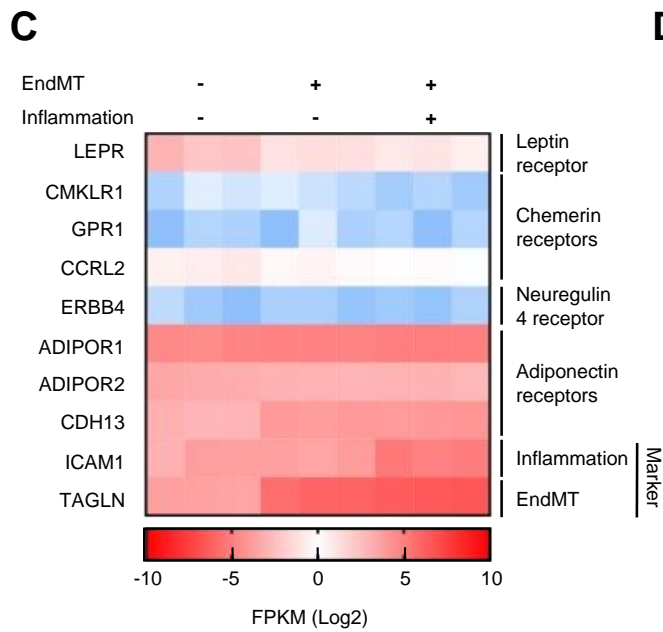 C
EndMT - + +
Inflammation - - +
LEPR
CMKLR1
GPR1
CCRL2
ERBB4
ADIPOR1
ADIPOR2
CDH13
ICAM1
TAGLN
Leptin
receptor
Chemerin
receptors
Neuregulin
4 receptor
Adiponectin
receptors
Inflammation
EndMT
Marker
-10 -5 0 5 10
FPKM (Log2)